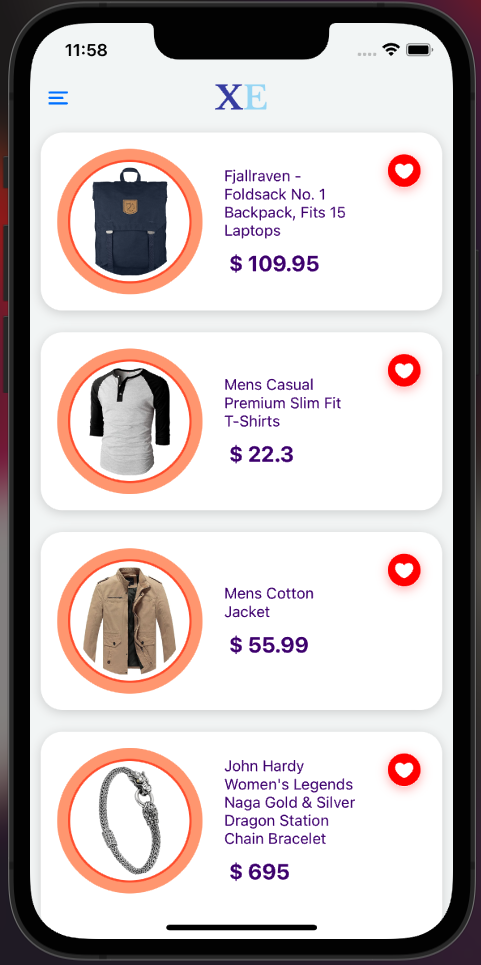 11:58
XE
Fjallraven -
Foldsack No. 1
Backpack, Fits 15
Laptops
$ 109.95
Mens Casual
Premium Slim Fit
T-Shirts
$ 22.3
Mens Cotton
Jacket
$ 55.99
John Hardy
Women's Legends
Naga Gold & Silver
Dragon Station
Chain Bracelet
$ 695